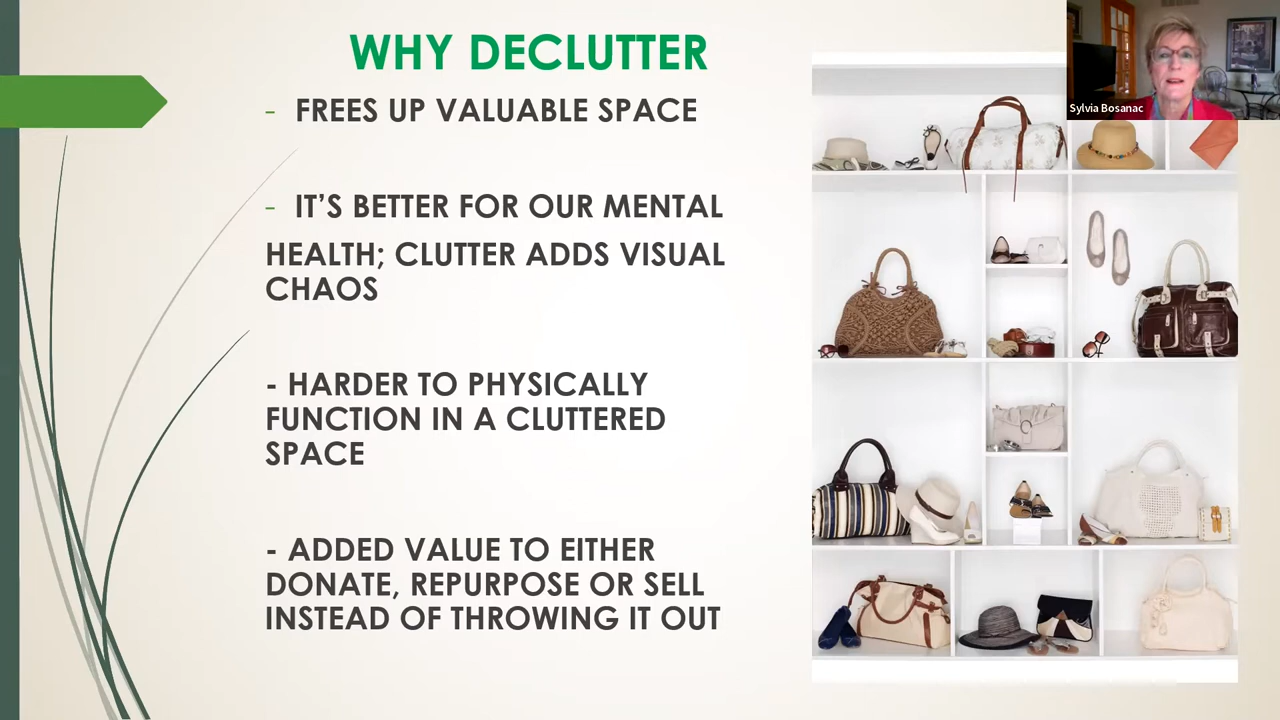 WHY DECLUTTER
- FREES UP VALUABLE SPACE
- IT’S BETTER FOR OUR MENTAL
HEALTH; CLUTTER ADDS VISUAL
CHAOS
- HARDER TO PHYSICALLY
FUNCTION IN A CLUTTERED
SPACE
- ADDED VALUE TO EITHER
DONATE, REPURPOSE OR SELL
INSTEAD OF THROWING IT OUT
Sylvia Bosanac